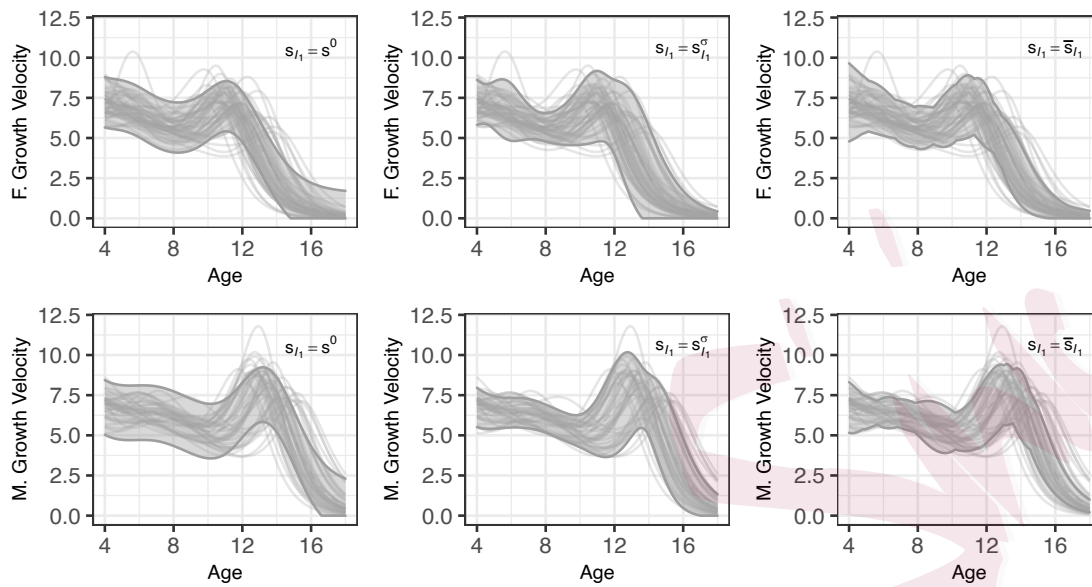 12.5
10.0
7.5
5.0
2.5
0.0
F. Growth Velocity
s_{I_1} = s^0
4 8 12 16
Age
12.5
10.0
7.5
5.0
2.5
0.0
F. Growth Velocity
s_{I_1} = s^σ_{I_1}
4 8 12 16
Age
12.5
10.0
7.5
5.0
2.5
0.0
F. Growth Velocity
s_{I_1} = s̅_{I_1}
4 8 12 16
Age
12.5
10.0
7.5
5.0
2.5
0.0
M. Growth Velocity
s_{I_1} = s^0
4 8 12 16
Age
12.5
10.0
7.5
5.0
2.5
0.0
M. Growth Velocity
s_{I_1} = s^σ_{I_1}
4 8 12 16
Age
12.5
10.0
7.5
5.0
2.5
0.0
M. Growth Velocity
s_{I_1} = s̅_{I_1}
4 8 12 16
Age